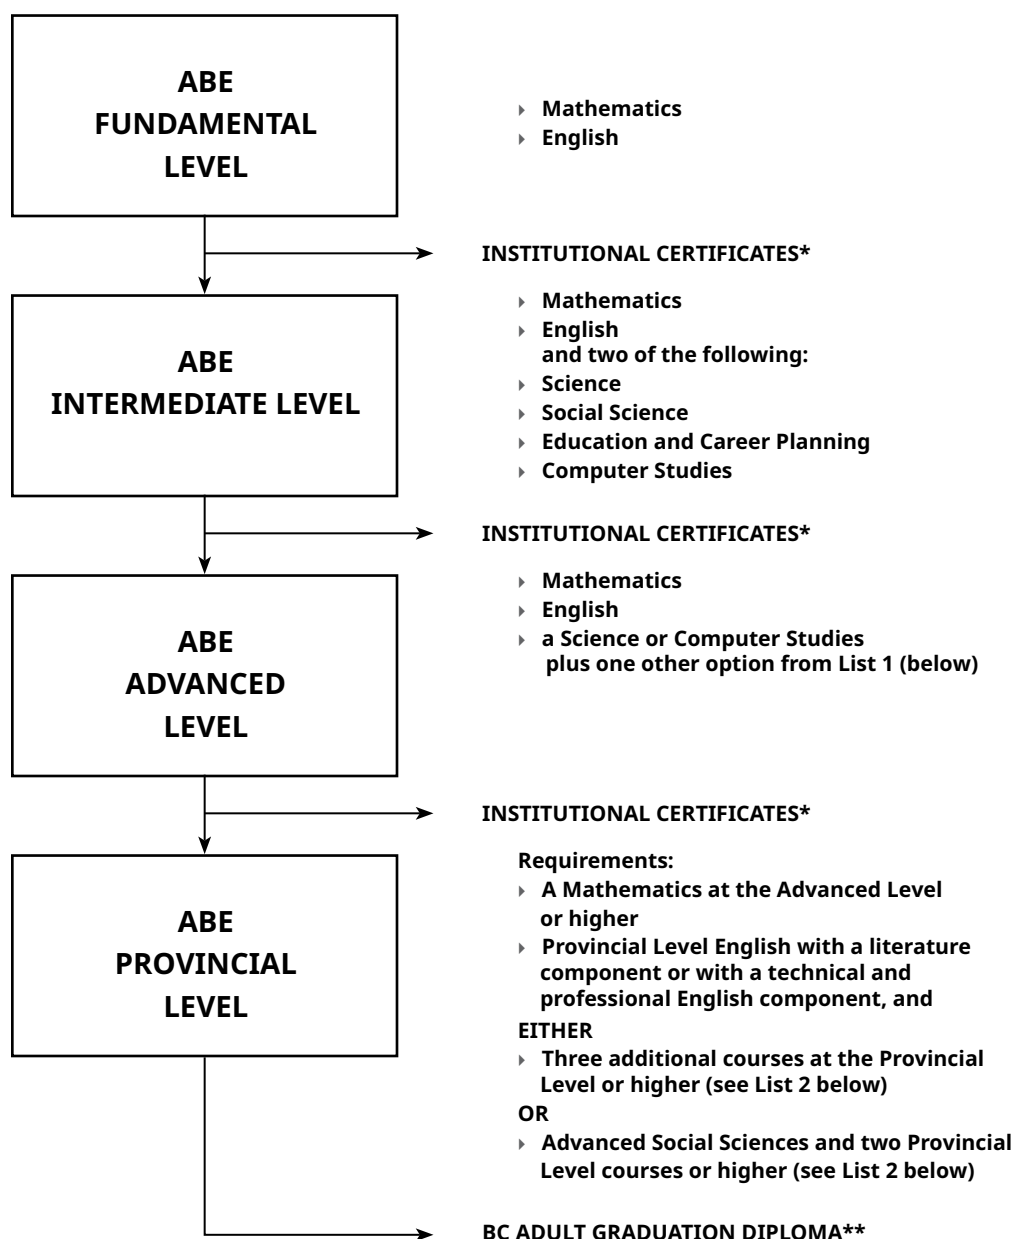 ABE
FUNDAMENTAL
LEVEL
Mathematics
English
INSTITUTIONAL CERTIFICATES*
ABE
INTERMEDIATE LEVEL
Mathematics
English
and two of the following:
Science
Social Science
Education and Career Planning
Computer Studies
INSTITUTIONAL CERTIFICATES*
ABE
ADVANCED
LEVEL
Mathematics
English
a Science or Computer Studies
plus one other option from List 1 (below)
INSTITUTIONAL CERTIFICATES*
ABE
PROVINCIAL
LEVEL
Requirements:
A Mathematics at the Advanced Level
or higher
Provincial Level English with a literature
component or with a technical and
professional English component, and
EITHER
Three additional courses at the Provincial
Level or higher (see List 2 below)
OR
Advanced Social Sciences and two Provincial
Level courses or higher (see List 2 below)
BC ADULT GRADUATION DIPLOMA**